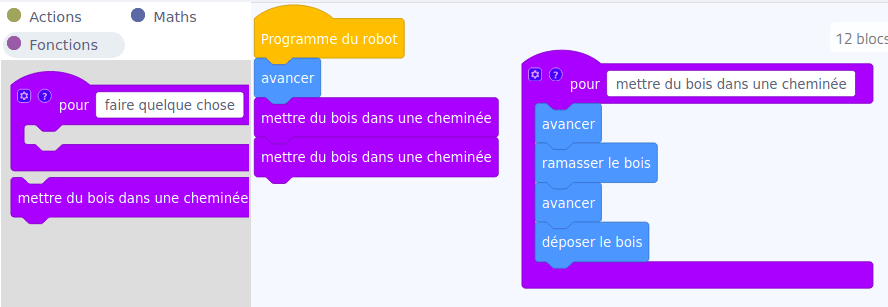 Actions
Maths
Fonctions
? pour faire quelque chose
mettre du bois dans une cheminée
Programme du robot
avancer
mettre du bois dans une cheminée
mettre du bois dans une cheminée
12 blocs
? pour mettre du bois dans une cheminée
avancer
ramasser le bois
avancer
déposer le bois